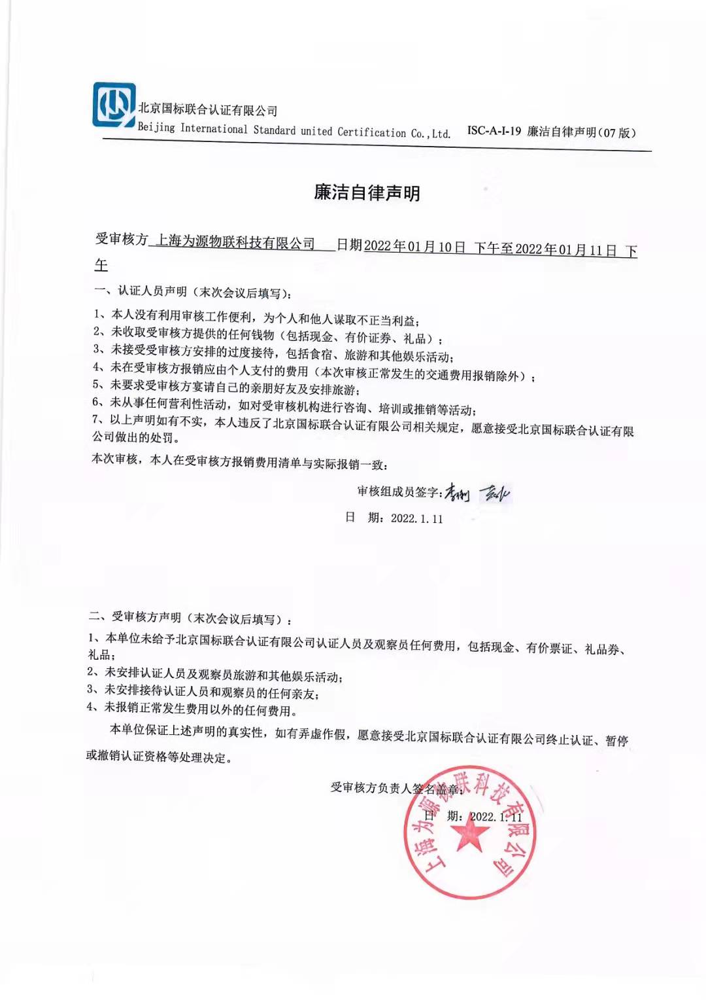 北京国标联合认证有限公司
Beijing International Standard united Certification Co.,Ltd. ISC-A-I-19 廉洁自律声明(07 版)
廉洁自律声明
受审核方 上海为源物联科技有限公司 日期2022年01月10日 下午至2022年01月11日 下
午
一、认证人员声明（末次会议后填写）：
1、本人没有利用审核工作便利，为个人和他人谋取不正当利益；
2、未收取受审核方提供的任何钱物（包括现金、有价证券、礼品）；
3、未接受受审核方安排的过度接待，包括食宿、旅游和其他娱乐活动；
4、未在受审核方报销应由个人支付的费用（本次审核正常发生的交通费用报销除外）；
5、未要求受审核方宴请自己的亲朋好友及安排旅游；
6、未从事任何营利性活动，如对受审核机构进行咨询、培训或推销等活动；
7、以上声明如有不实，本人违反了北京国标联合认证有限公司相关规定，愿意接受北京国标联合认证有限
公司做出的处罚。
本次审核，本人在受审核方报销费用清单与实际报销一致：
审核组成员签字：
日 期：2022.1.11
二、受审核方声明（末次会议后填写）：
1、本单位未给予北京国标联合认证有限公司认证人员及观察员任何费用，包括现金、有价票证、礼品券、
礼品；
2、未安排认证人员及观察员旅游和其他娱乐活动；
3、未安排接待认证人员和观察员的任何亲友；
4、未报销正常发生费用以外的任何费用。
本单位保证上述声明的真实性，如有弄虚作假，愿意接受北京国标联合认证有限公司终止认证、暂停
或撤销认证资格等处理决定。
受审核方负责人签名盖章：
日 期：2022.1.11
上海为源物联科技有限公司